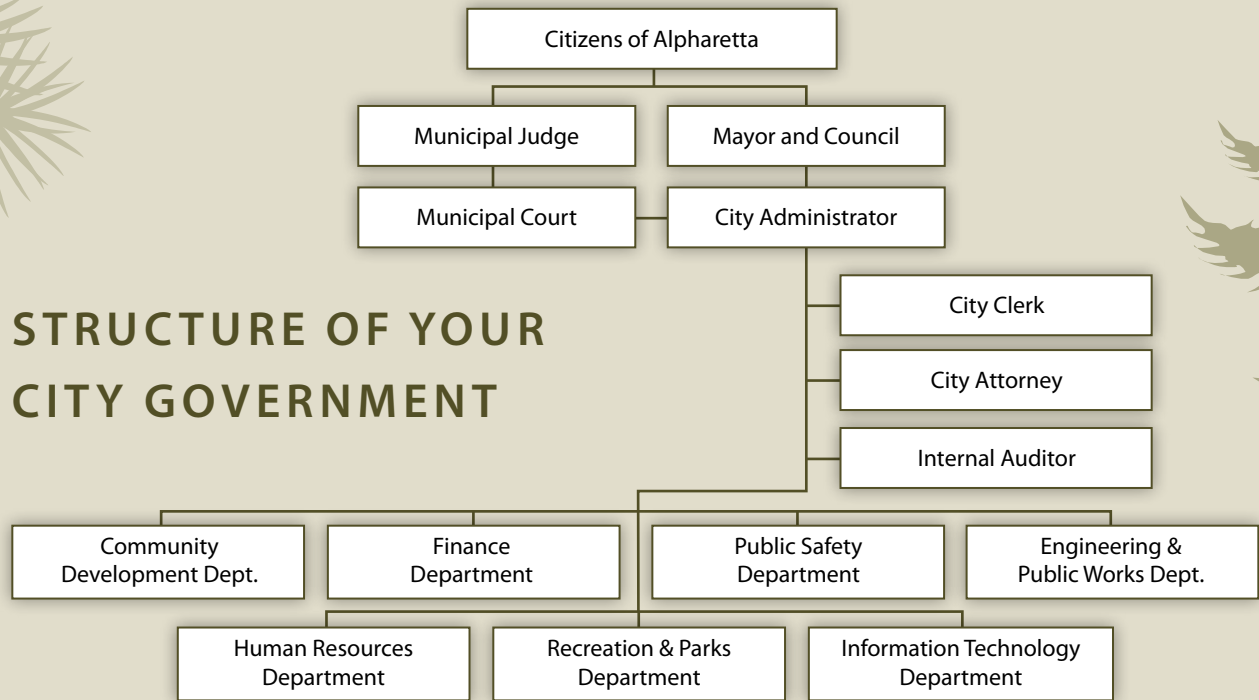 Citizens of Alpharetta
Municipal Judge
Mayor and Council
Municipal Court
City Administrator
City Clerk
STRUCTURE OF YOUR
CITY GOVERNMENT
City Attorney
Internal Auditor
Community
Development Dept.
Finance
Department
Public Safety
Department
Engineering &
Public Works Dept.
Human Resources
Department
Recreation & Parks
Department
Information Technology
Department